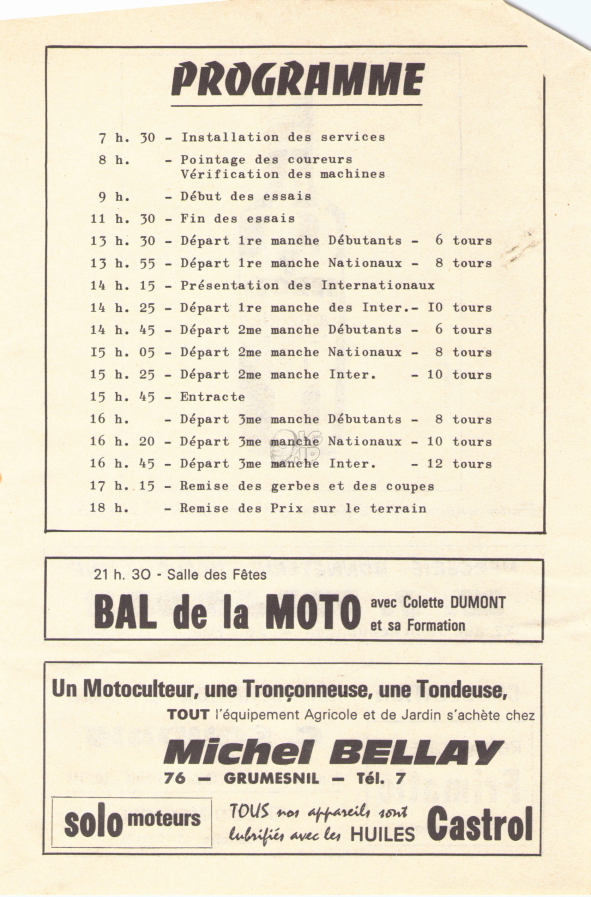 PROGRAMME
7 h. 30 - Installation des services
8 h. - Pointage des coureurs
Vérification des machines
9 h. - Début des essais
11 h. 30 - Fin des essais
13 h. 30 - Départ 1re manche Débutants - 6 tours
13 h. 55 - Départ 1re manche Nationaux - 8 tours
14 h. 15 - Présentation des Internationaux
14 h. 25 - Départ 1re manche des Inter.- I0 tours
14 h. 45 - Départ 2me manche Débutants - 6 tours
I5 h. 05 - Départ 2me manche Nationaux - 8 tours
15 h. 25 - Départ 2me manche Inter. - 10 tours
15 h. 45 - Entracte
16 h. - Départ 3me manche Débutants - 8 tours
16 h. 20 - Départ 3me manche Nationaux - 10 tours
16 h. 45 - Départ 3me manche Inter. - 12 tours
17 h. 15 - Remise des gerbes et des coupes
18 h. - Remise des Prix sur le terrain
21 h. 30 - Salle des Fêtes
BAL de la MOTO avec Colette DUMONT
et sa Formation
Un Motoculteur, une Tronçonneuse, une Tondeuse,
TOUT l'équipement Agricole et de Jardin s'achète chez
Michel BELLAY
76 — GRUMESNIL — Tél. 7
solo moteurs
TOUS nos appareils sont
lubrifiés avec les HUILES Castrol